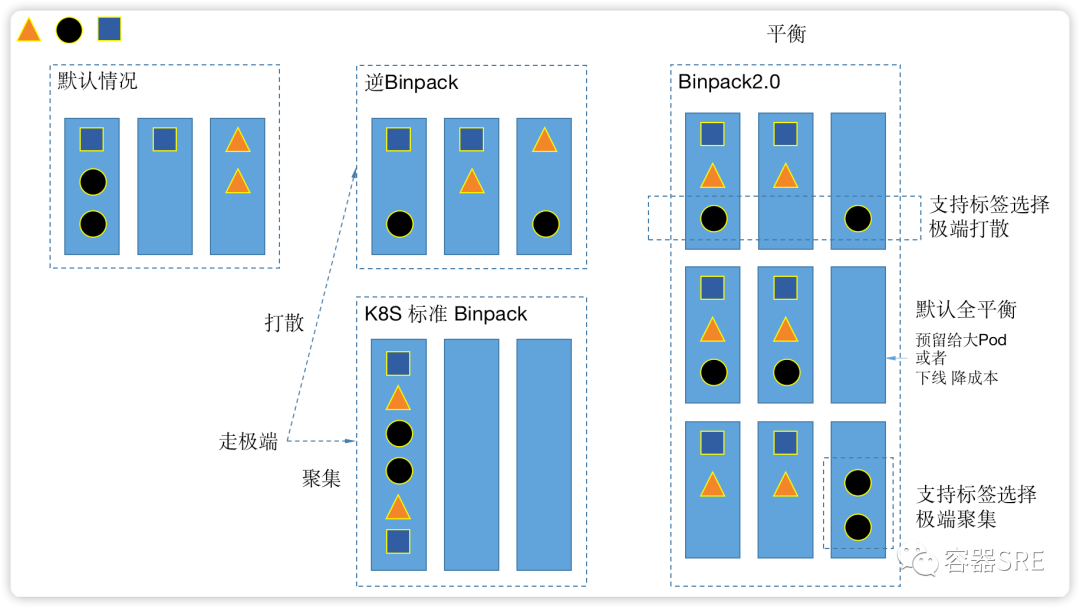 平衡
默认情况
逆Binpack
Binpack2.0
支持标签选择
极端打散
打散
K8S 标准 Binpack
默认全平衡
预留给大Pod
或者
下线 降成本
走极端
聚集
支持标签选择
极端聚集
容器SRE